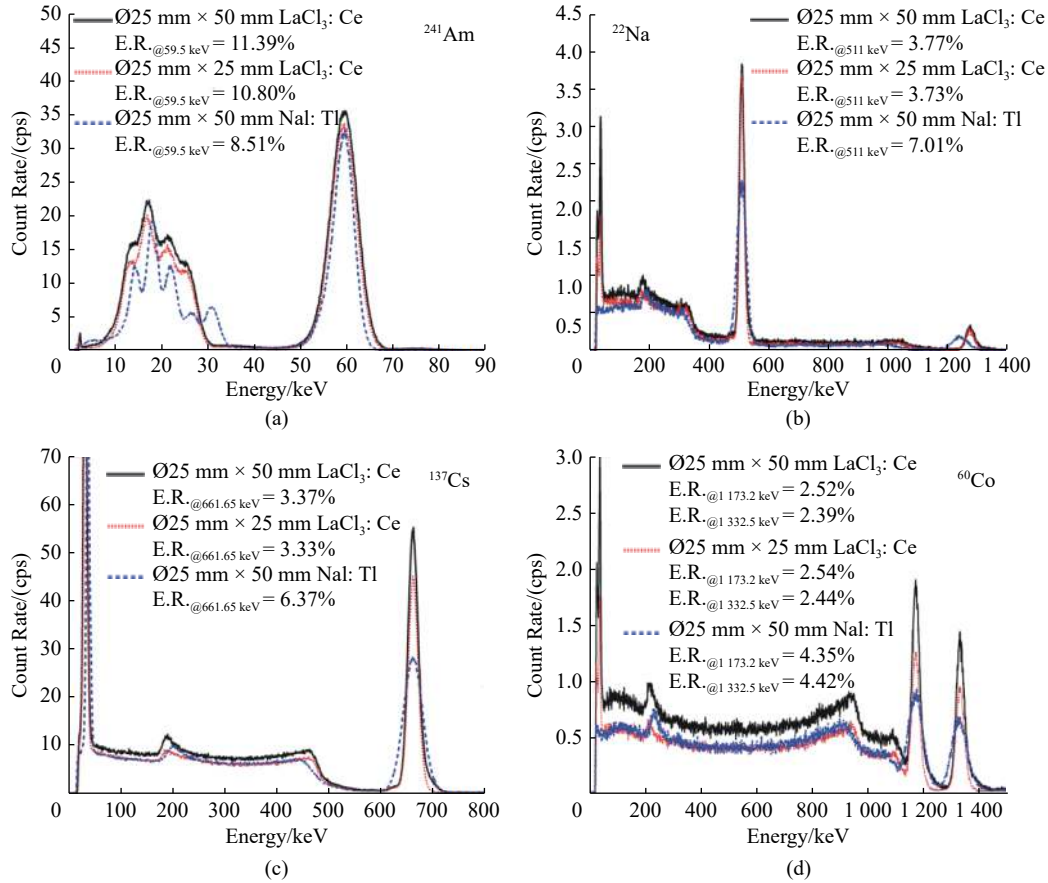 50
45
40
35
30
25
20
15
10
5
Count Rate/(cps)
Ø25 mm × 50 mm LaCl₃: Ce
E.R.@59.5 keV = 11.39%
Ø25 mm × 25 mm LaCl₃: Ce
E.R.@59.5 keV = 10.80%
Ø25 mm × 50 mm NaI: Tl
E.R.@59.5 keV = 8.51%
²⁴¹Am
0 10 20 30 40 50 60 70 80 90
Energy/keV
(a)
4.5
4.0
3.5
3.0
2.5
2.0
1.5
1.0
0.5
Count Rate/(cps)
²²Na
Ø25 mm × 50 mm LaCl₃: Ce
E.R.@511 keV = 3.77%
Ø25 mm × 25 mm LaCl₃: Ce
E.R.@511 keV = 3.73%
Ø25 mm × 50 mm NaI: Tl
E.R.@511 keV = 7.01%
0 200 400 600 800 1 000 1 200 1 400
Energy/keV
(b)
70
60
50
40
30
20
10
Count Rate/(cps)
Ø25 mm × 50 mm LaCl₃: Ce
E.R.@661.65 keV = 3.37%
Ø25 mm × 25 mm LaCl₃: Ce
E.R.@661.65 keV = 3.33%
Ø25 mm × 50 mm NaI: Tl
E.R.@661.65 keV = 6.37%
¹³⁷Cs
0 100 200 300 400 500 600 700 800
Energy/keV
(c)
3.0
2.5
2.0
1.5
1.0
0.5
Count Rate/(cps)
Ø25 mm × 50 mm LaCl₃: Ce
E.R.@1 173.2 keV = 2.52%
E.R.@1 332.5 keV = 2.39%
Ø25 mm × 25 mm LaCl₃: Ce
E.R.@1 173.2 keV = 2.54%
E.R.@1 332.5 keV = 2.44%
Ø25 mm × 50 mm NaI: Tl
E.R.@1 173.2 keV = 4.35%
E.R.@1 332.5 keV = 4.42%
⁶⁰Co
0 200 400 600 800 1 000 1 200 1 400
Energy/keV
(d)